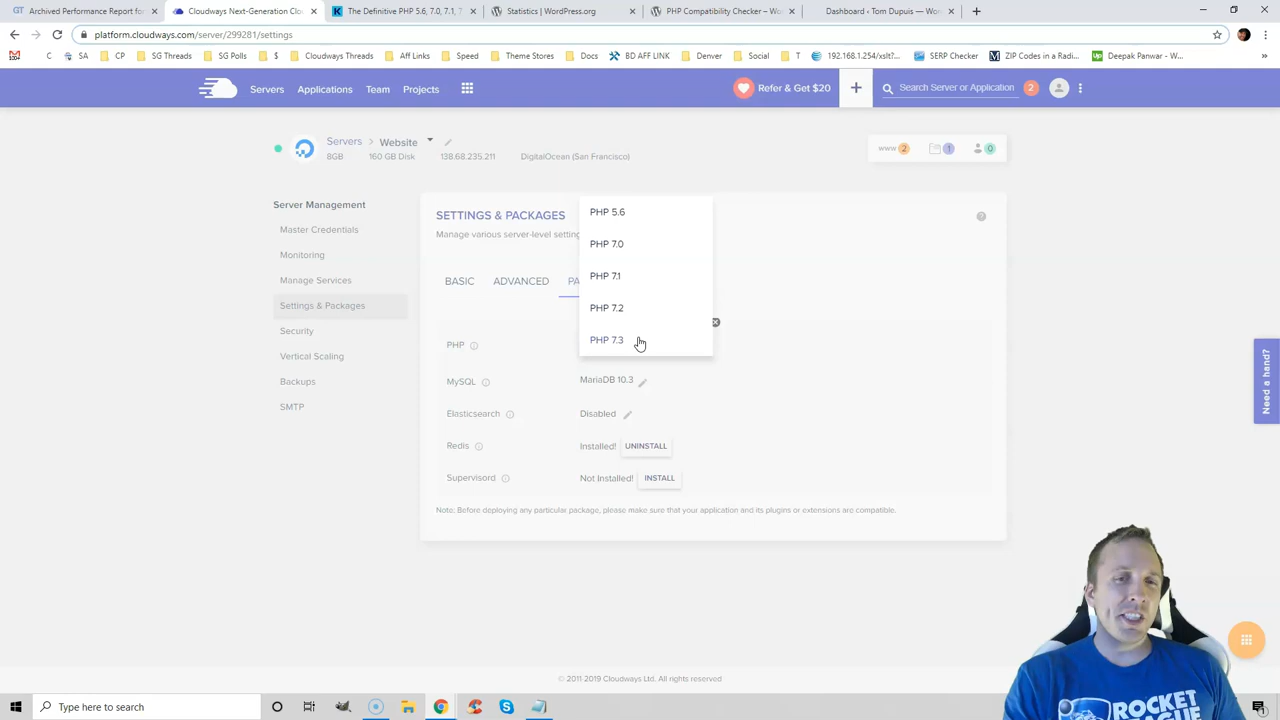 Archived Performance Report for
Cloudways Next-Generation Clo
The Definitive PHP 5.6, 7.0, 7.1, 7
Statistics | WordPress.org
PHP Compatibility Checker – Wo
Dashboard ‹ Tom Dupuis — Wor
platform.cloudways.com/server/299281/settings
C
SA
CP
SG Threads
SG Polls
$
Cloudways Threads
Aff Links
Speed
Theme Stores
Docs
BD AFF LINK
Denver
Social
T
192.168.1.254/xslt?...
SERP Checker
ZIP Codes in a Radi...
Deepak Panwar - W...
Servers
Applications
Team
Projects
Refer & Get $20
+
Search Server or Application
2
Servers > Website
8GB
160 GB Disk
138.68.235.211
DigitalOcean (San Francisco)
www 2
1
0
Server Management
Master Credentials
Monitoring
Manage Services
Settings & Packages
Security
Vertical Scaling
Backups
SMTP
SETTINGS & PACKAGES
Manage various server-level setting
BASIC
ADVANCED
PA
PHP 5.6
PHP 7.0
PHP 7.1
PHP 7.2
PHP 7.3
PHP
MySQL
MariaDB 10.3
Elasticsearch
Disabled
Redis
Installed!
UNINSTALL
Supervisord
Not Installed!
INSTALL
Note: Before deploying any particular package, please make sure that your application and its plugins or extensions are compatible.
Need a hand?
© 2011-2019 Cloudways Ltd. All rights reserved
ROCKET
Type here to search